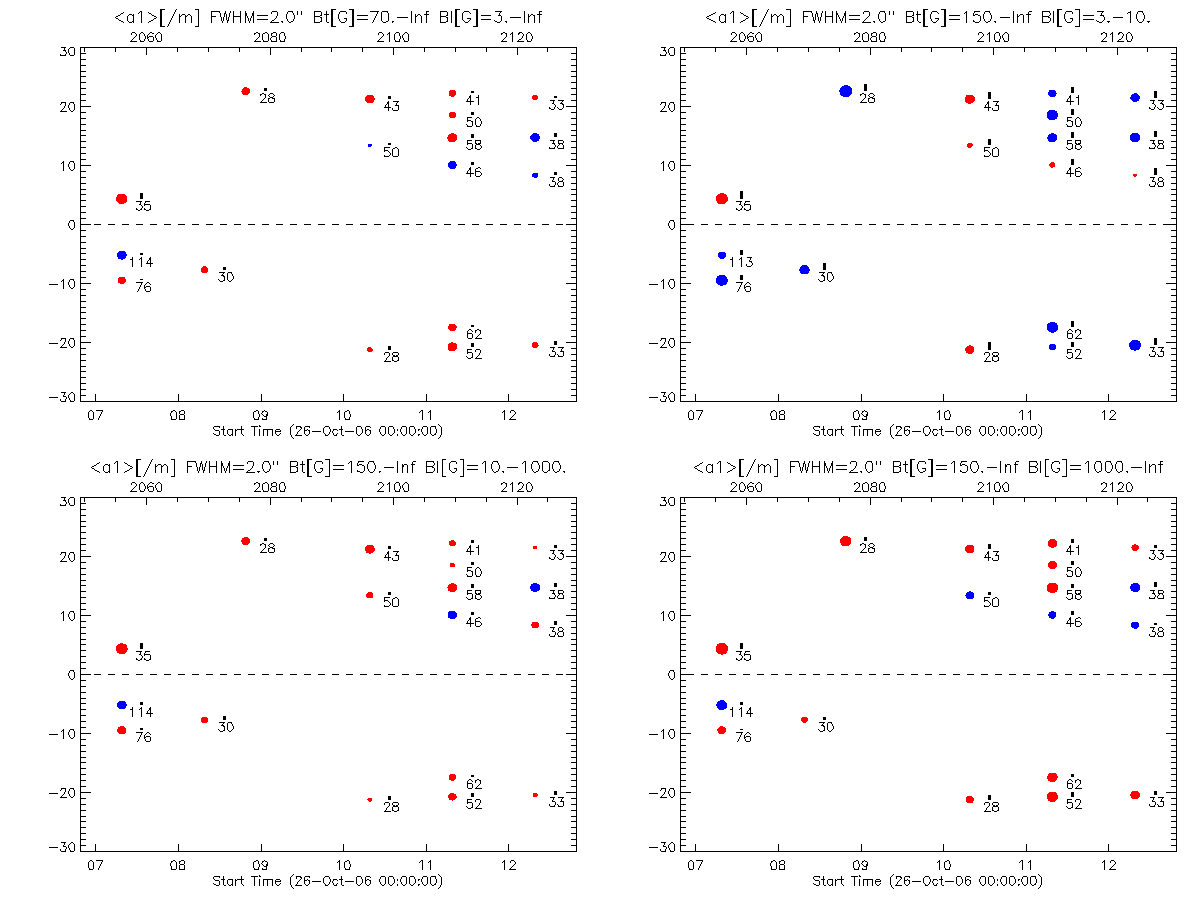 <a1>[/m] FWHM=2.0" Bt[G]=70.−Inf Bl[G]=3.−Inf
2060 2080 2100 2120
30
28 43 41 33
20
50 58 38
50 46 38
10
35
0
114
76 30
−10
62
28 52 33
−20
−30
07 08 09 10 11 12
Start Time (26−Oct−06 00:00:00)
<a1>[/m] FWHM=2.0" Bt[G]=150.−Inf Bl[G]=3.−10.
2060 2080 2100 2120
30
28 43 41 33
20
50 58 38
50 46 38
10
35
0
113
76 30
−10
62
28 52 33
−20
−30
07 08 09 10 11 12
Start Time (26−Oct−06 00:00:00)
<a1>[/m] FWHM=2.0" Bt[G]=150.−Inf Bl[G]=10.−1000.
2060 2080 2100 2120
30
28 43 41 33
20
50 58 38
50 46 38
10
35
0
114
76 30
−10
62
28 52 33
−20
−30
07 08 09 10 11 12
Start Time (26−Oct−06 00:00:00)
<a1>[/m] FWHM=2.0" Bt[G]=150.−Inf Bl[G]=1000.−Inf
2060 2080 2100 2120
30
28 43 41 33
20
50 58 38
50 46 38
10
35
0
114
76 30
−10
62
28 52 33
−20
−30
07 08 09 10 11 12
Start Time (26−Oct−06 00:00:00)